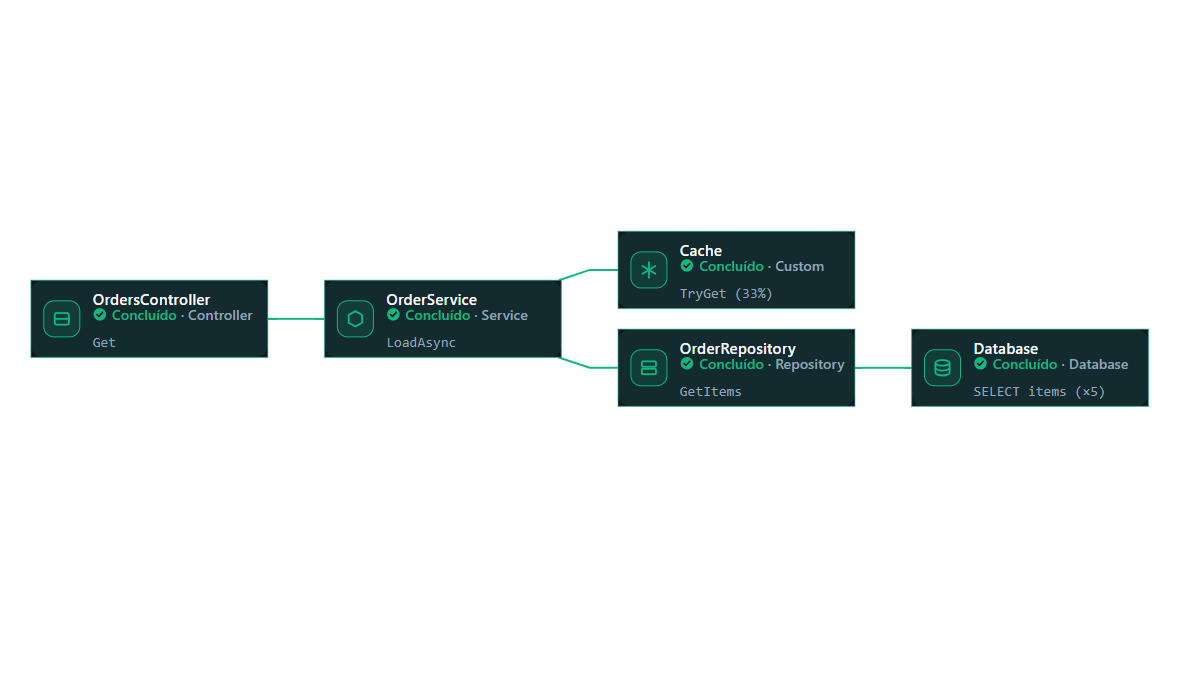 OrdersController
Concluído · Controller
Get
OrderService
Concluído · Service
LoadAsync
Cache
Concluído · Custom
TryGet (33%)
OrderRepository
Concluído · Repository
GetItems
Database
Concluído · Database
SELECT items (×5)